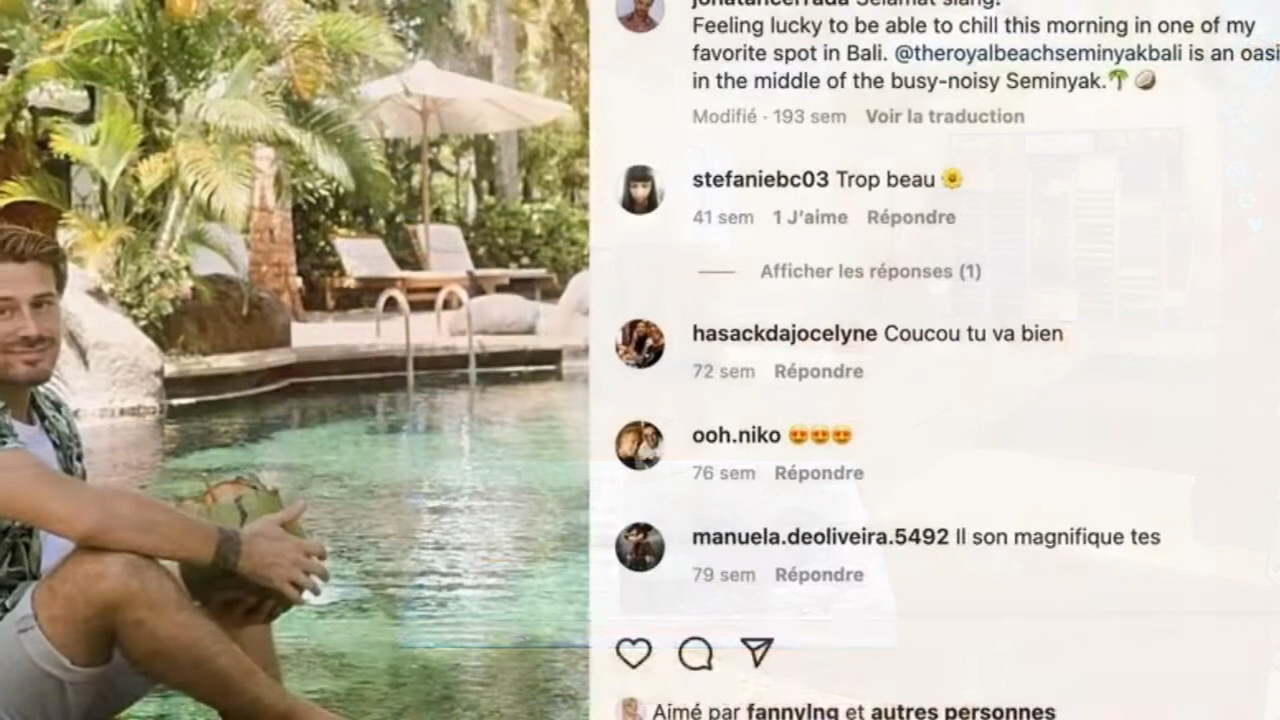 jonatancerrada Selamat siang!
Feeling lucky to be able to chill this morning in one of my
favorite spot in Bali. @theroyalbeachseminyakbali is an oasi
in the middle of the busy-noisy Seminyak.🌴🥥
Modifié · 193 sem Voir la traduction
stefaniebc03 Trop beau 🌼
41 sem 1 J’aime Répondre
Afficher les réponses (1)
hasackdajocelyne Coucou tu va bien
72 sem Répondre
ooh.niko 😍😍😍
76 sem Répondre
manuela.deoliveira.5492 Il son magnifique tes
79 sem Répondre
Aimé par fannylng et autres personnes